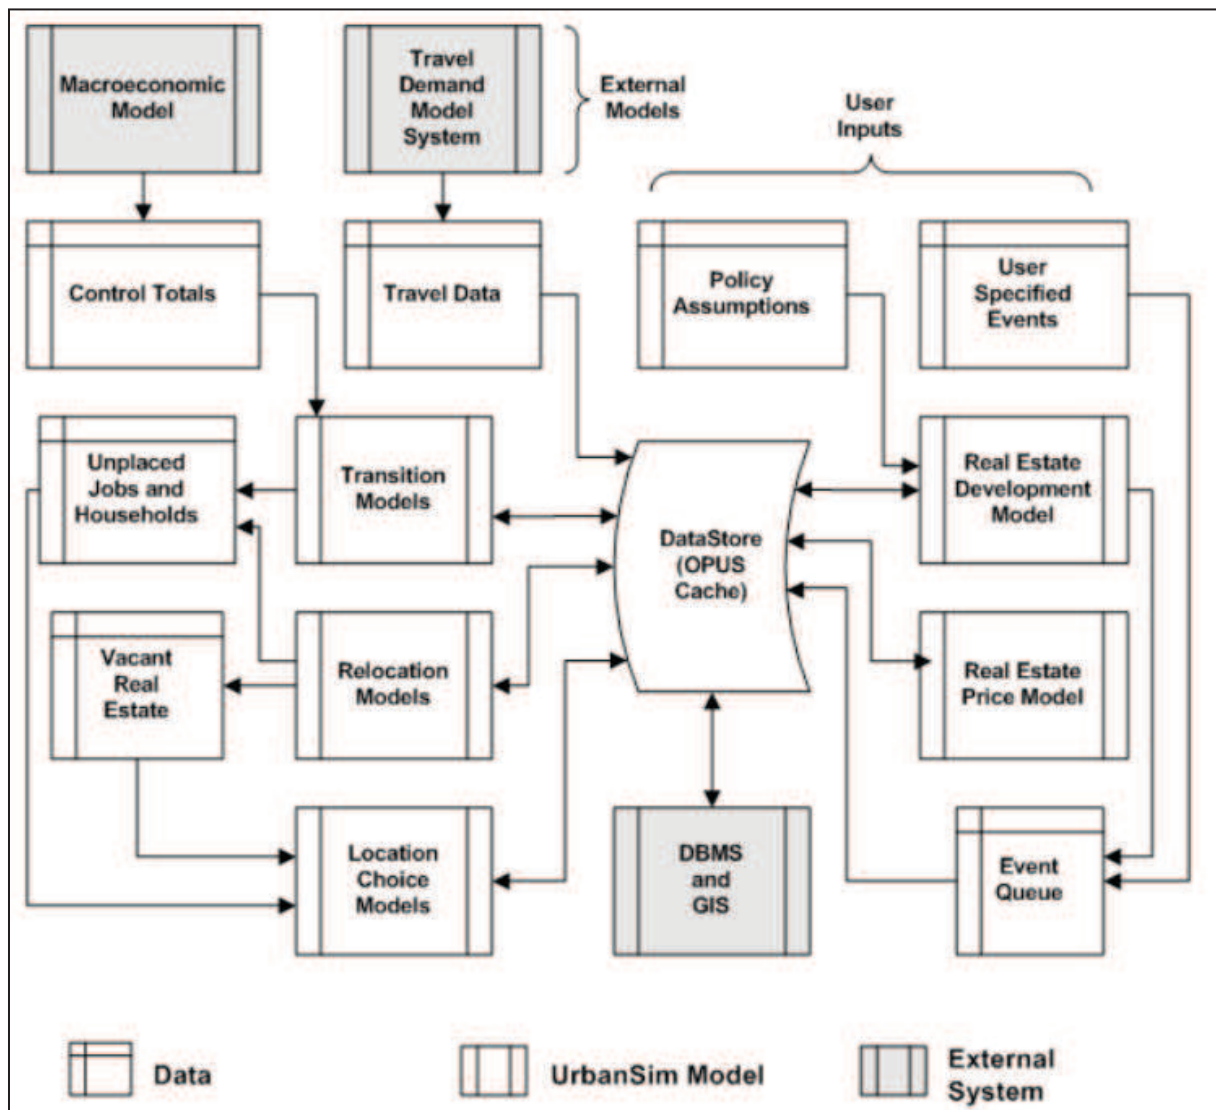 Macroeconomic
Model
Travel
Demand
Model
System
External
Models
User
Inputs
Control Totals
Travel Data
Policy
Assumptions
User
Specified
Events
Unplaced
Jobs and
Households
Transition
Models
DataStore
(OPUS
Cache)
Real Estate
Development
Model
Vacant
Real
Estate
Relocation
Models
Real Estate
Price Model
Location
Choice
Models
DBMS
and
GIS
Event
Queue
Data
UrbanSim Model
External
System